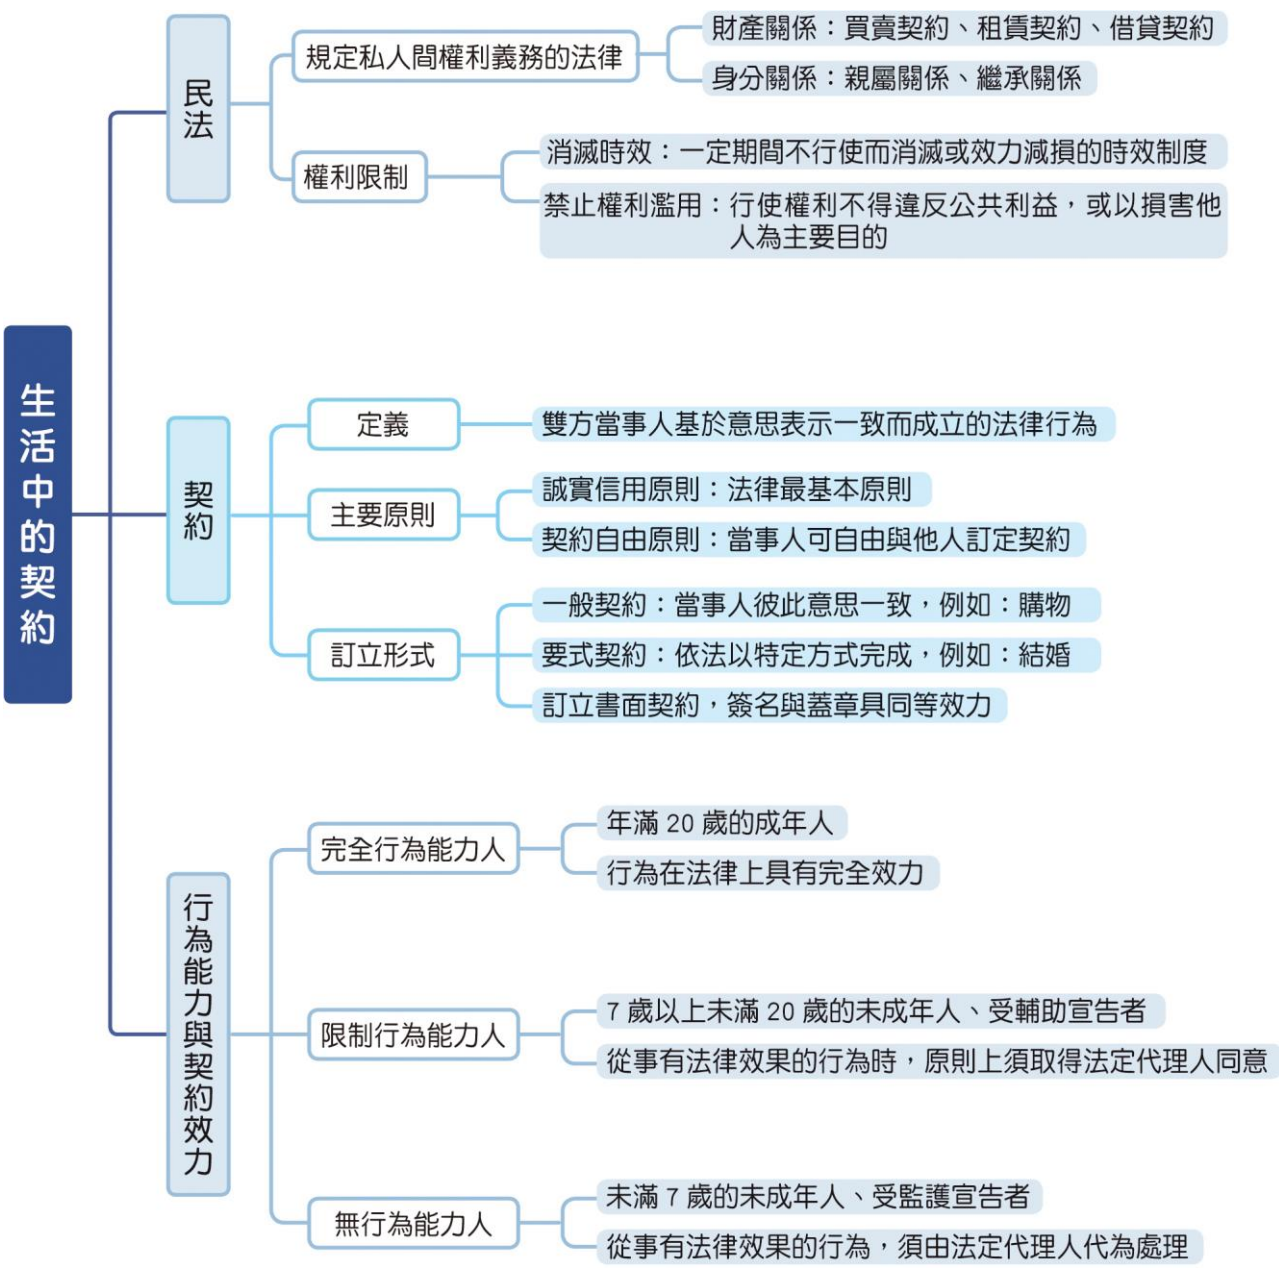 生活中的契約
民法
規定私人間權利義務的法律
財產關係：買賣契約、租賃契約、借貸契約
身分關係：親屬關係、繼承關係
權利限制
消滅時效：一定期間不行使而消滅或效力減損的時效制度
禁止權利濫用：行使權利不得違反公共利益，或以損害他
人為主要目的
契約
定義
雙方當事人基於意思表示一致而成立的法律行為
主要原則
誠實信用原則：法律最基本原則
契約自由原則：當事人可自由與他人訂定契約
訂立形式
一般契約：當事人彼此意思一致，例如：購物
要式契約：依法以特定方式完成，例如：結婚
訂立書面契約，簽名與蓋章具同等效力
行為能力與契約效力
完全行為能力人
年滿 20 歲的成年人
行為在法律上具有完全效力
限制行為能力人
7 歲以上未滿 20 歲的未成年人、受輔助宣告者
從事有法律效果的行為時，原則上須取得法定代理人同意
無行為能力人
未滿 7 歲的未成年人、受監護宣告者
從事有法律效果的行為，須由法定代理人代為處理